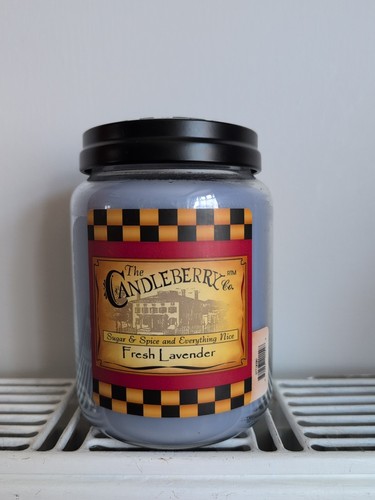 The
CANDLEBERRY Co.
Sugar & Spice and Everything Nice
Fresh Lavender